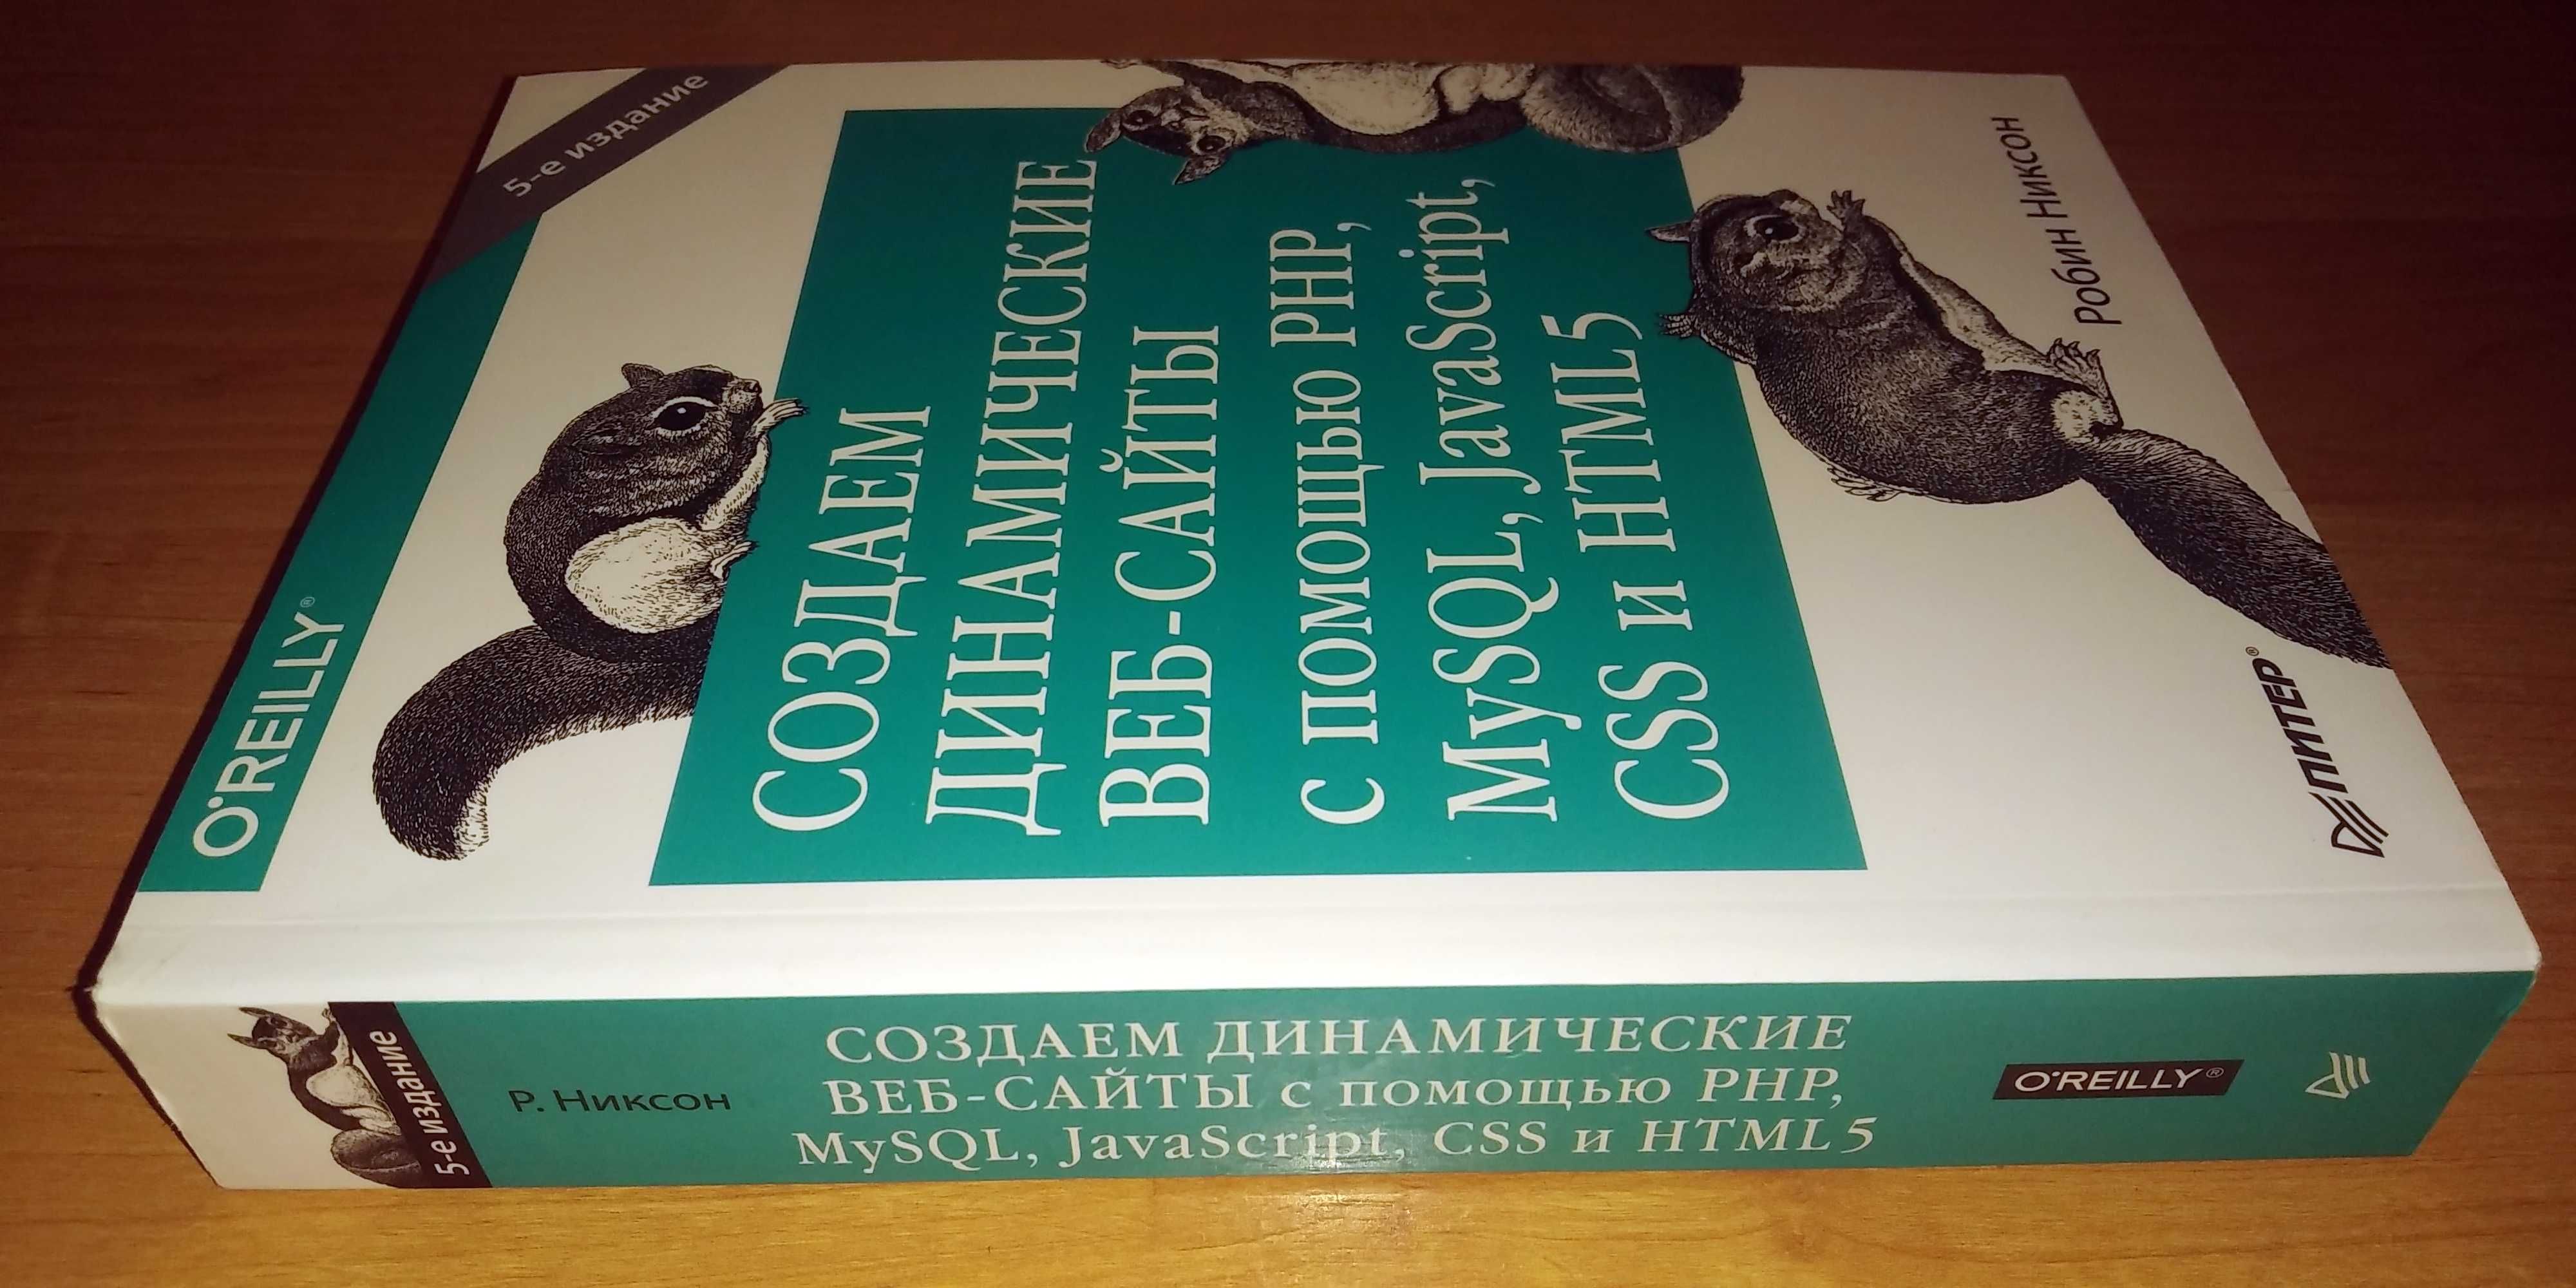 O'REILLY®
5-е издание
СОЗДАЕМ
ДИНАМИЧЕСКИЕ
ВЕБ-САЙТЫ
с помощью PHP,
MySQL, JavaScript,
CSS и HTML5
Робин Никсон
ПИТЕР®
5-е издание
Р. Никсон
СОЗДАЕМ ДИНАМИЧЕСКИЕ
ВЕБ-САЙТЫ с помощью PHP,
MySQL, JavaScript, CSS и HTML5
O'REILLY®